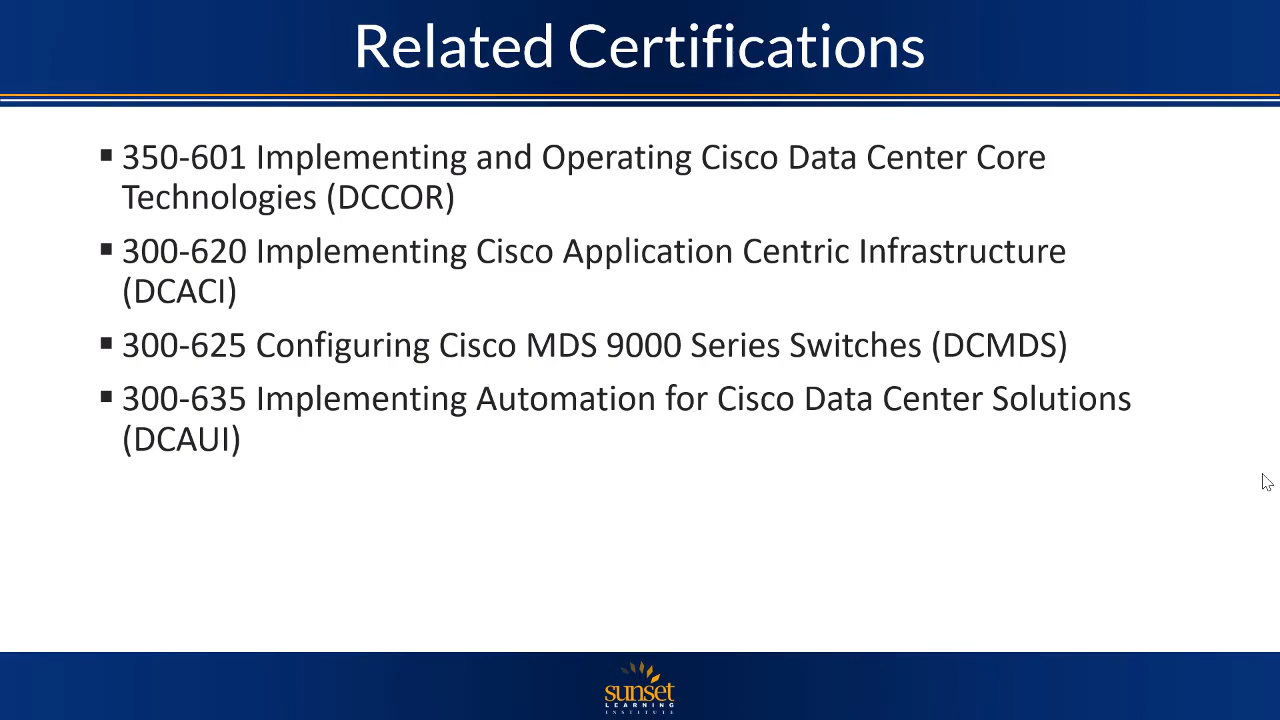 Related Certifications
▪ 350-601 Implementing and Operating Cisco Data Center Core
Technologies (DCCOR)
▪ 300-620 Implementing Cisco Application Centric Infrastructure
(DCACI)
▪ 300-625 Configuring Cisco MDS 9000 Series Switches (DCMDS)
▪ 300-635 Implementing Automation for Cisco Data Center Solutions
(DCAUI)
sunset
LEARNING
INSTITUTE